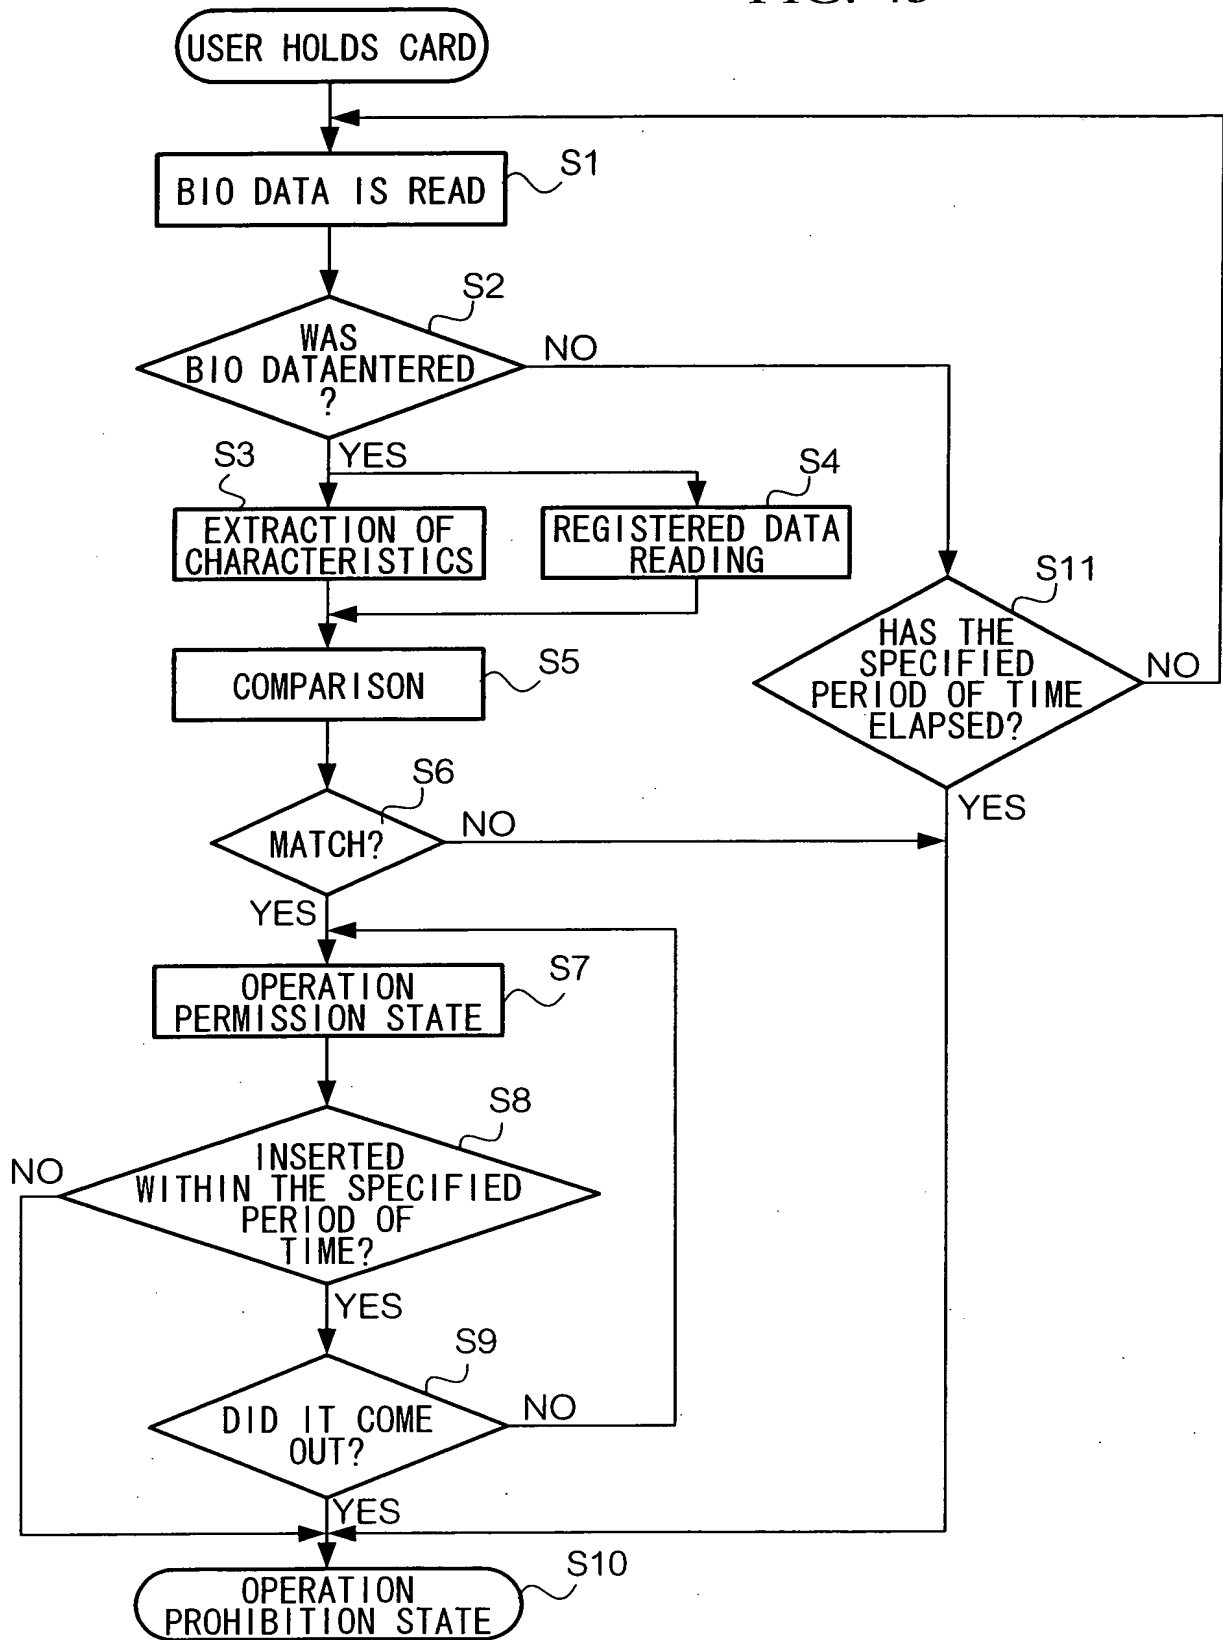 USER HOLDS CARD
BIO DATA IS READ
S1
S2
WAS
BIO DATAENTERED
?
NO
YES
S3
S4
EXTRACTION OF
CHARACTERISTICS
REGISTERED DATA
READING
S11
HAS THE
SPECIFIED
PERIOD OF TIME
ELAPSED?
NO
YES
S5
COMPARISON
S6
MATCH?
NO
YES
S7
OPERATION
PERMISSION STATE
S8
INSERTED
WITHIN THE SPECIFIED
PERIOD OF
TIME?
NO
YES
S9
DID IT COME
OUT?
NO
YES
S10
OPERATION
PROHIBITION STATE